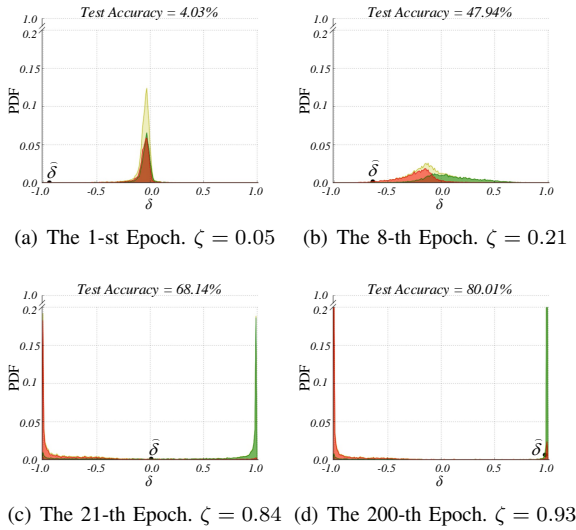 Test Accuracy = 4.03%
1.0
0.2
0.15
0.1
0.05
0.0
PDF
δ̂
-1.0 -0.5 0.0 0.5 1.0
δ
(a) The 1-st Epoch. ζ = 0.05
Test Accuracy = 47.94%
1.0
0.2
0.15
0.1
0.05
0.0
PDF
δ̂
-1.0 -0.5 0.0 0.5 1.0
δ
(b) The 8-th Epoch. ζ = 0.21
Test Accuracy = 68.14%
1.0
0.2
0.15
0.1
0.05
0.0
PDF
δ̂
-1.0 -0.5 0.0 0.5 1.0
δ
(c) The 21-th Epoch. ζ = 0.84
Test Accuracy = 80.01%
1.0
0.2
0.15
0.1
0.05
0.0
PDF
δ̂
-1.0 -0.5 0.0 0.5 1.0
δ
(d) The 200-th Epoch. ζ = 0.93